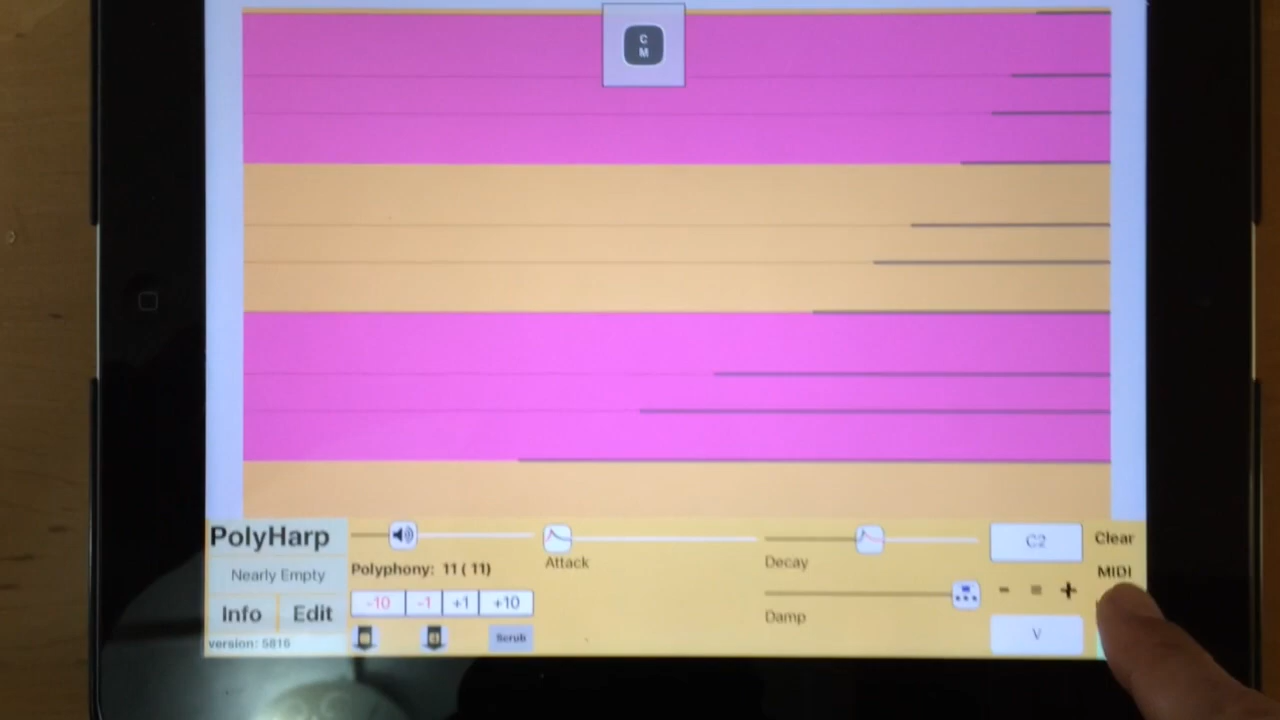 C
M
PolyHarp
Nearly Empty
Info Edit
version: 5816
Polyphony: 11 ( 11)
-10 -1 +1 +10
Scrub
Attack
Decay
Damp
C2
- = +
V
Clear
MIDI